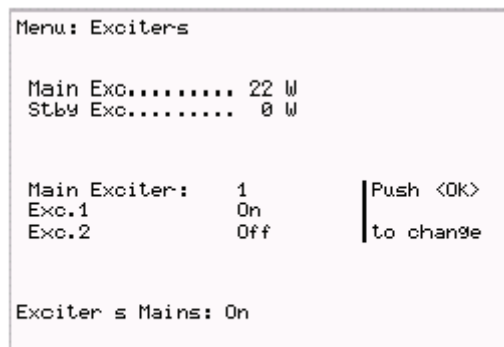 Menu: Exciters
Main Exc......... 22 W
Stby Exc......... 0 W
Main Exciter: 1 Push <OK>
Exc.1 On
Exc.2 Off to change
Exciter s Mains: On